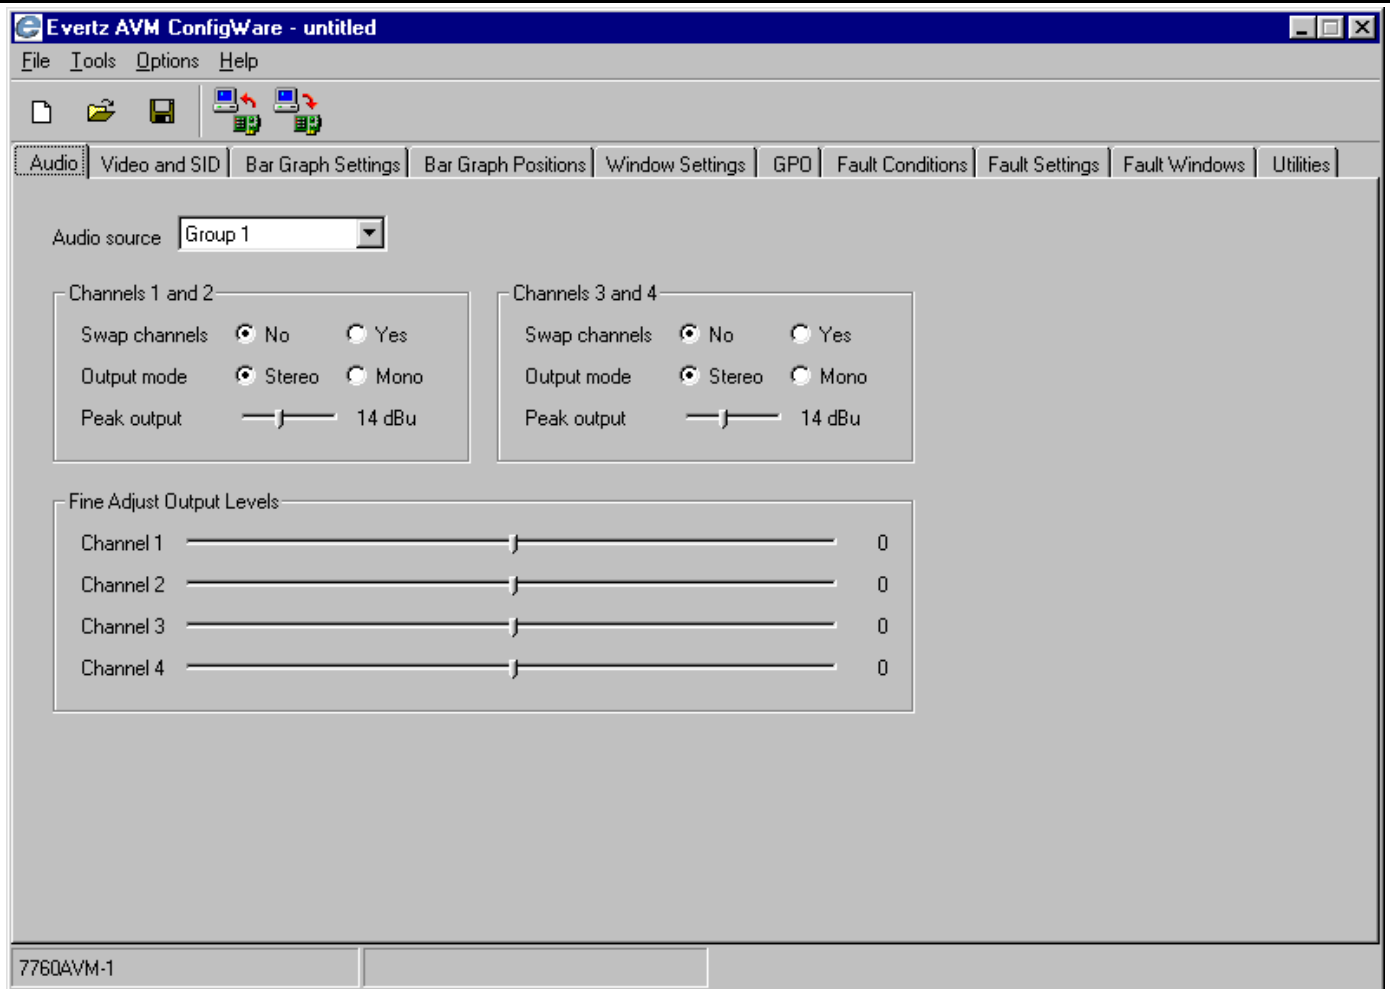 Evertz AVM ConfigWare - untitled
File Tools Options Help
Audio Video and SID Bar Graph Settings Bar Graph Positions Window Settings GPO Fault Conditions Fault Settings Fault Windows Utilities
Audio source Group 1
Channels 1 and 2
Swap channels No Yes
Output mode Stereo Mono
Peak output 14 dBu
Channels 3 and 4
Swap channels No Yes
Output mode Stereo Mono
Peak output 14 dBu
Fine Adjust Output Levels
Channel 1 0
Channel 2 0
Channel 3 0
Channel 4 0
7760AVM-1